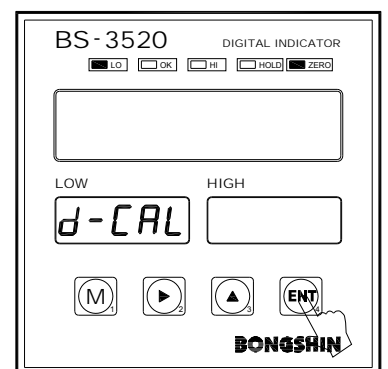 BS-3520 DIGITAL INDICATOR
LO OK HI HOLD ZERO
LOW HIGH
d-CAL
M 1 2 3 ENT 4
BONGSHIN